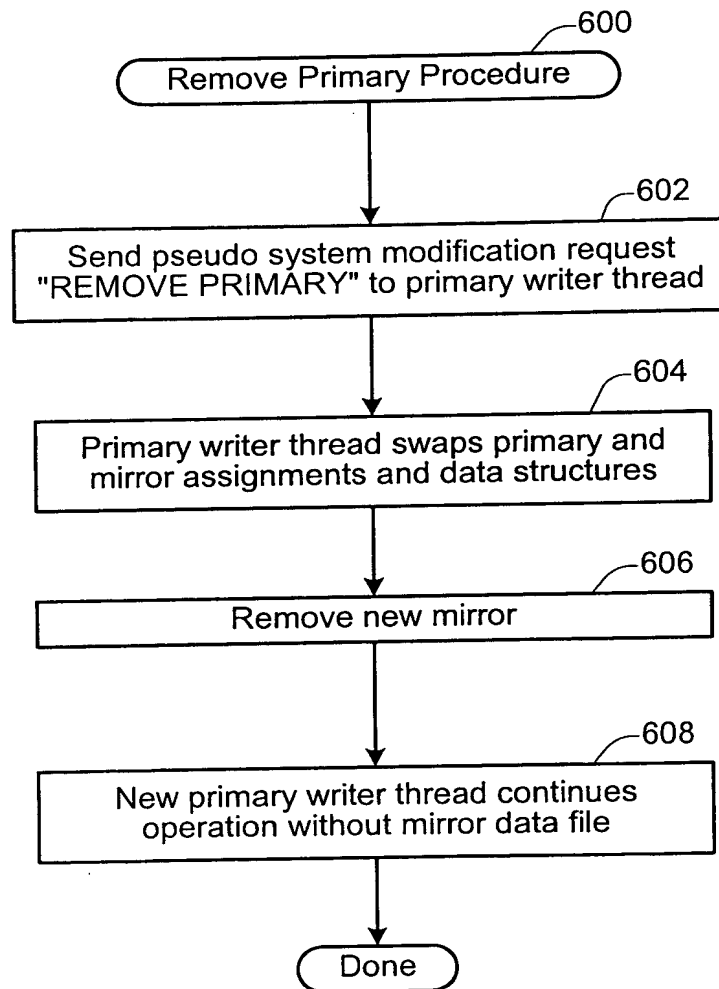 600
Remove Primary Procedure
602
Send pseudo system modification request
"REMOVE PRIMARY" to primary writer thread
604
Primary writer thread swaps primary and
mirror assignments and data structures
606
Remove new mirror
608
New primary writer thread continues
operation without mirror data file
Done